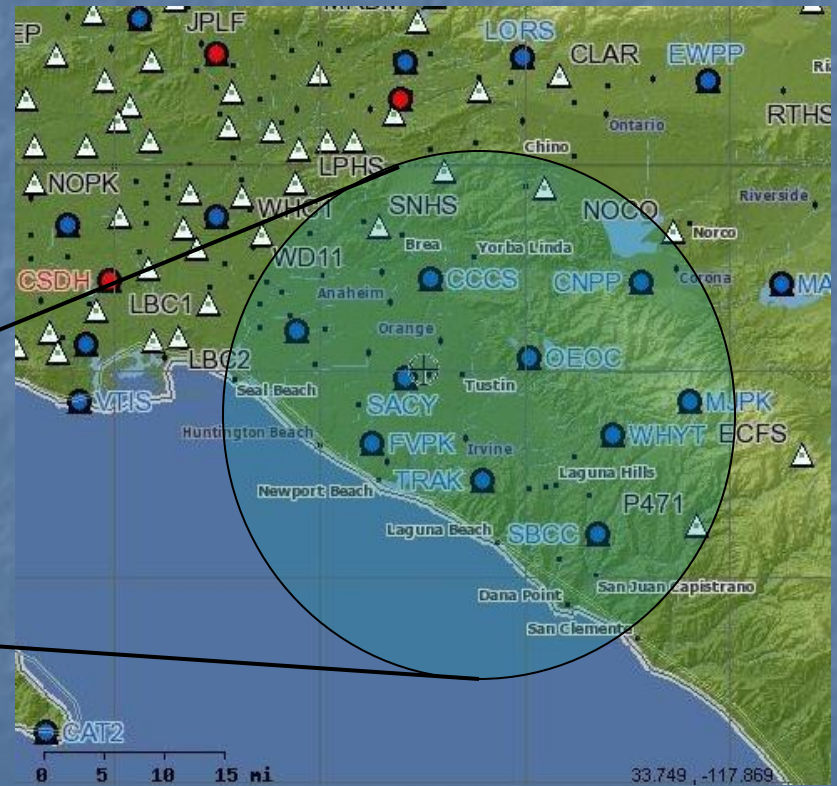 JPLF
LORS
CLAR
EWPP
Ontario
RTHS
Chino
LPHS
NOPK
WHC1
SNHS
NOCO
Riverside
Norco
Brea
Yorba Linda
WD11
CSDH
CCCS
CNPP
Corona
MA
Anaheim
LBC1
Orange
LBC2
OEOC
Seal Beach
Tustin
VTIS
SACY
MJPK
Huntington Beach
FVPK
Irvine
WHYT
ECFS
TRAK
Laguna Hills
Newport Beach
P471
Laguna Beach
SBCC
Dana Point
San Juan Capistrano
San Clemente
CAT2
0 5 10 15 mi
33.749 , -117.869